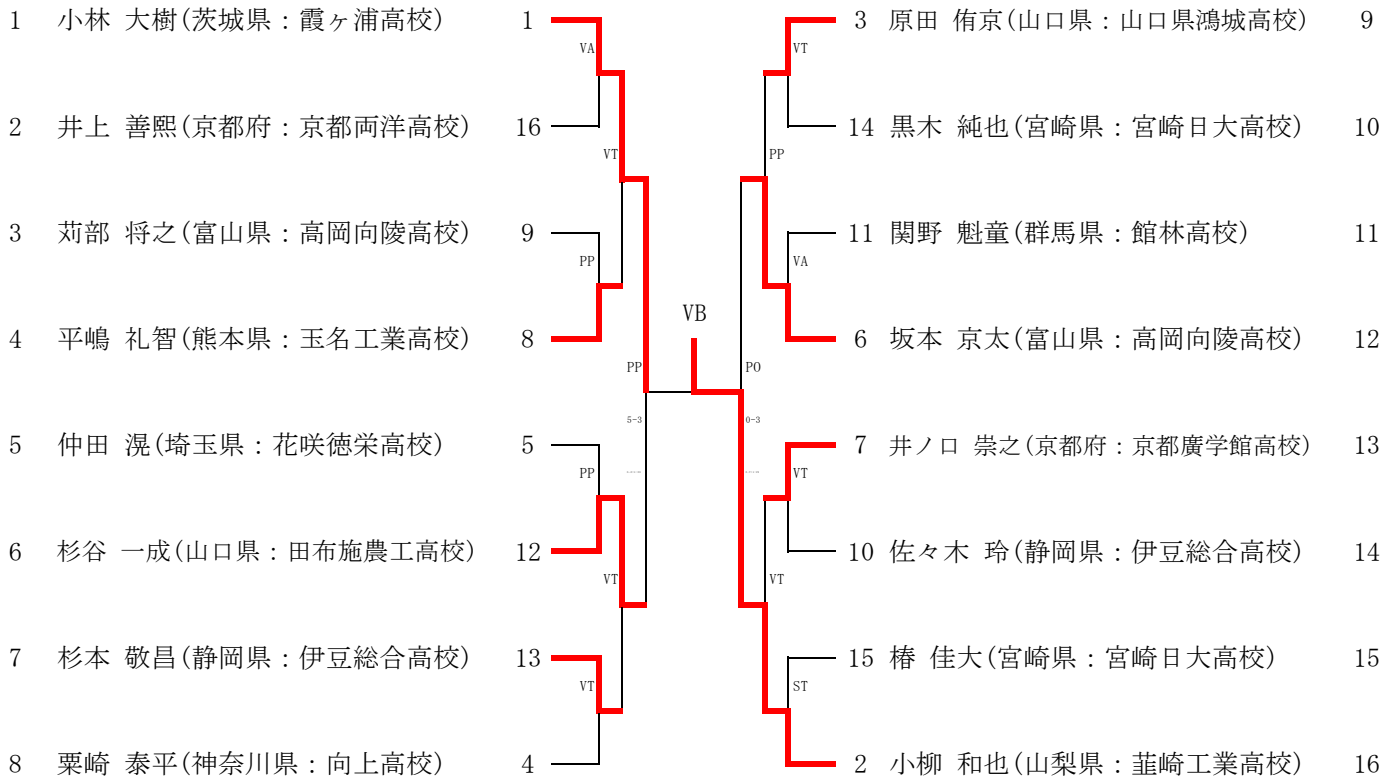 1 小林 大樹(茨城県：霞ヶ浦高校) 1
3 原田 侑京(山口県：山口県鴻城高校) 9
VA
VT
2 井上 善熙(京都府：京都両洋高校) 16
14 黒木 純也(宮崎県：宮崎日大高校) 10
VT
PP
3 苅部 将之(富山県：高岡向陵高校) 9
11 関野 魁童(群馬県：館林高校) 11
PP
VA
VB
4 平嶋 礼智(熊本県：玉名工業高校) 8
6 坂本 京太(富山県：高岡向陵高校) 12
PP
PO
5-3
0-3
5 仲田 滉(埼玉県：花咲徳栄高校) 5
7 井ノ口 崇之(京都府：京都廣学館高校) 13
PP
VT
6 杉谷 一成(山口県：田布施農工高校) 12
10 佐々木 玲(静岡県：伊豆総合高校) 14
VT
VT
7 杉本 敬昌(静岡県：伊豆総合高校) 13
15 椿 佳大(宮崎県：宮崎日大高校) 15
VT
ST
8 栗崎 泰平(神奈川県：向上高校) 4
2 小柳 和也(山梨県：韮崎工業高校) 16